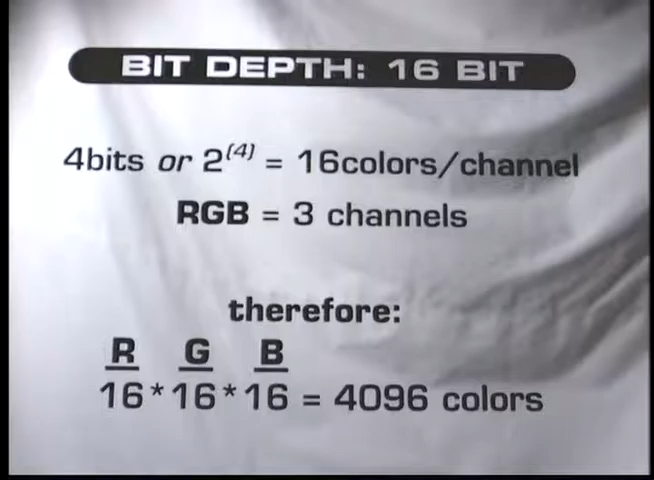 BIT DEPTH: 16 BIT
4bits or 2(4) = 16colors/channel
RGB = 3 channels
therefore:
R G B
16*16*16 = 4096 colors